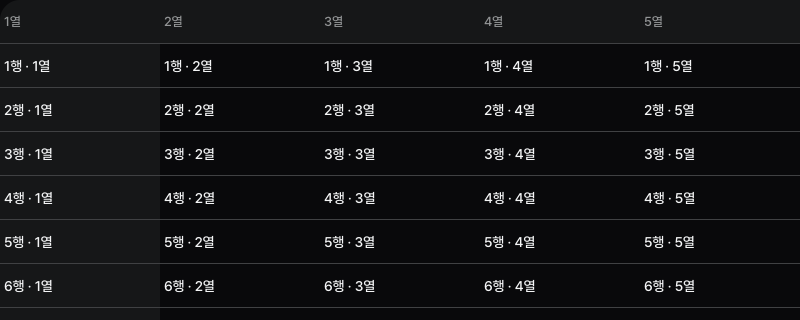 1열 2열 3열 4열 5열
1행 · 1열 1행 · 2열 1행 · 3열 1행 · 4열 1행 · 5열
2행 · 1열 2행 · 2열 2행 · 3열 2행 · 4열 2행 · 5열
3행 · 1열 3행 · 2열 3행 · 3열 3행 · 4열 3행 · 5열
4행 · 1열 4행 · 2열 4행 · 3열 4행 · 4열 4행 · 5열
5행 · 1열 5행 · 2열 5행 · 3열 5행 · 4열 5행 · 5열
6행 · 1열 6행 · 2열 6행 · 3열 6행 · 4열 6행 · 5열